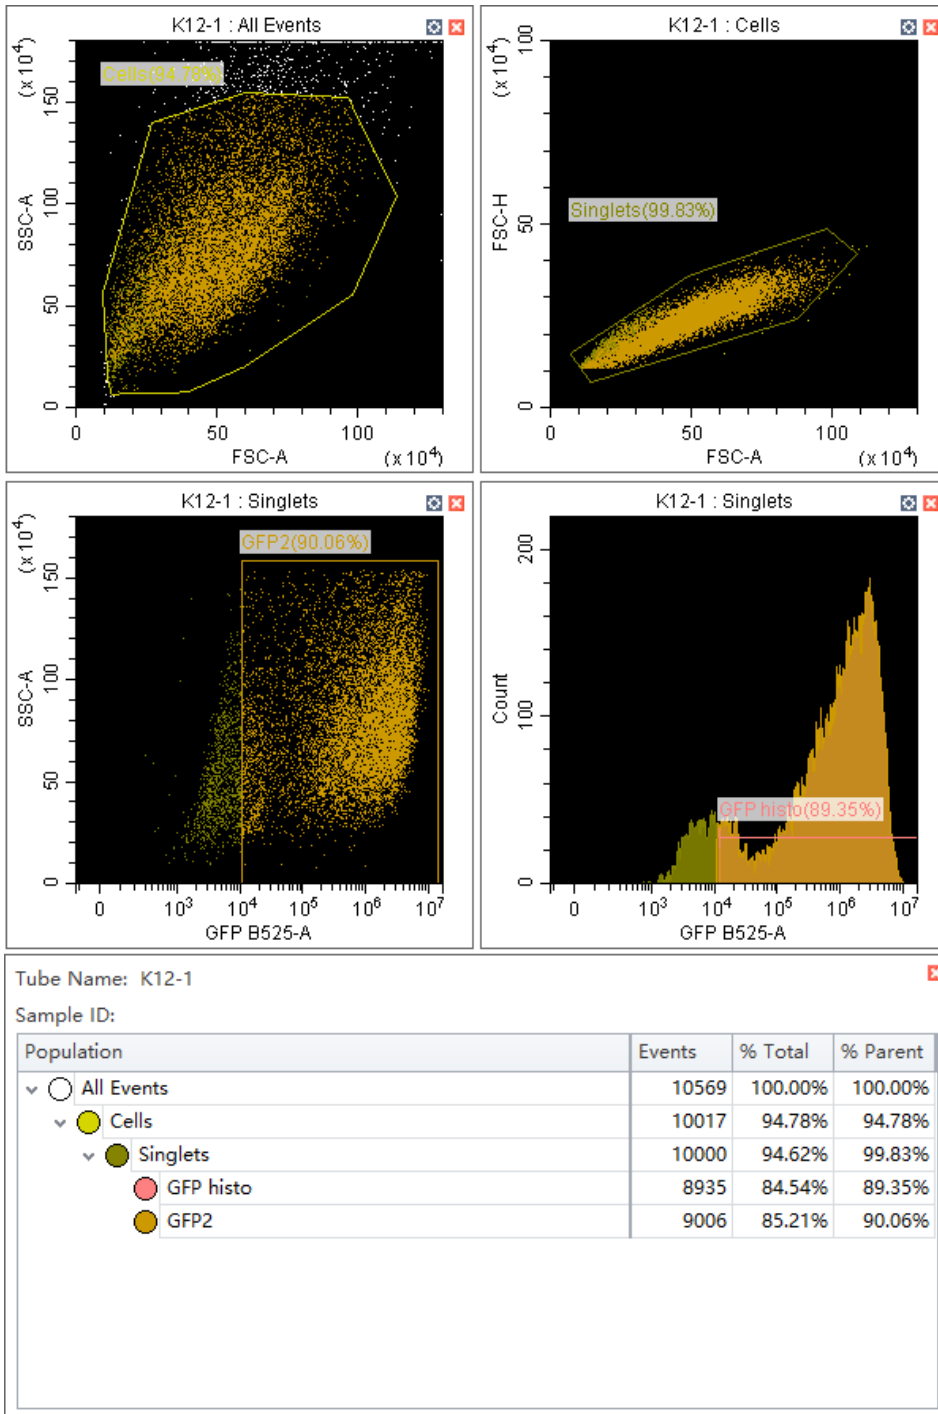 K12-1 : All Events
Cells(94.78%)
(x 10⁴)
SSC-A
150
100
50
0
0 50 100
FSC-A (x 10⁴)
K12-1 : Cells
Singlets(99.83%)
(x 10⁴)
FSC-H
100
50
0
0 50 100
FSC-A (x 10⁴)
K12-1 : Singlets
GFP2(90.06%)
(x 10⁴)
SSC-A
150
100
50
0
0 10³ 10⁴ 10⁵ 10⁶ 10⁷
GFP B525-A
K12-1 : Singlets
GFP histo(89.35%)
Count
200
100
0
0 10³ 10⁴ 10⁵ 10⁶ 10⁷
GFP B525-A
Tube Name: K12-1
Sample ID:
Population Events % Total % Parent
All Events 10569 100.00% 100.00%
Cells 10017 94.78% 94.78%
Singlets 10000 94.62% 99.83%
GFP histo 8935 84.54% 89.35%
GFP2 9006 85.21% 90.06%